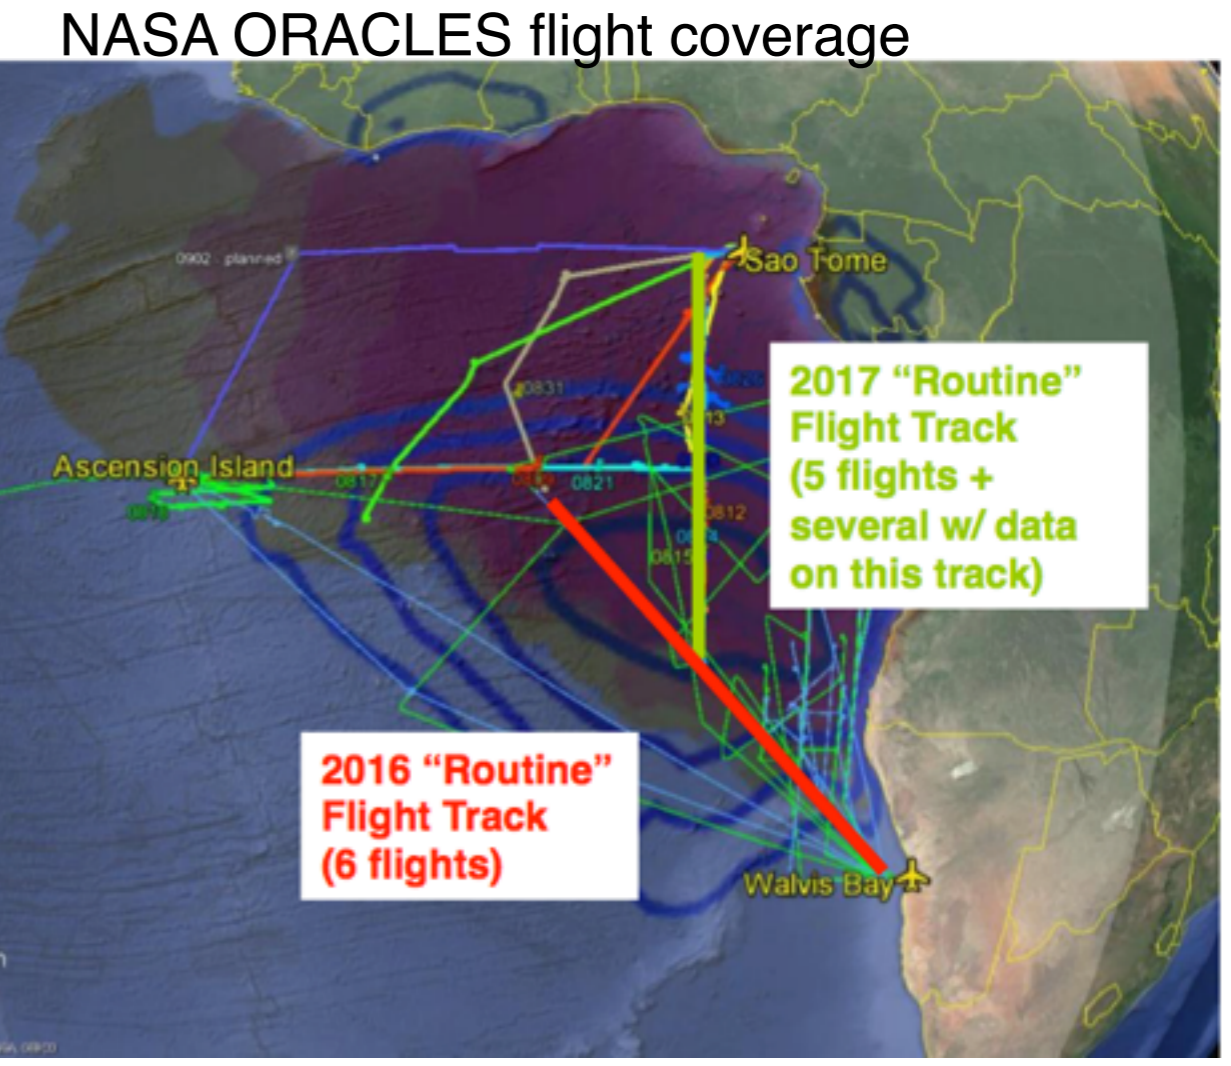 NASA ORACLES flight coverage
0902 planned
Sao Tome
2017 “Routine”
Flight Track
(5 flights +
several w/ data
on this track)
0831
Ascension Island
0817
0821
0812
0815
2016 “Routine”
Flight Track
(6 flights)
Walvis Bay